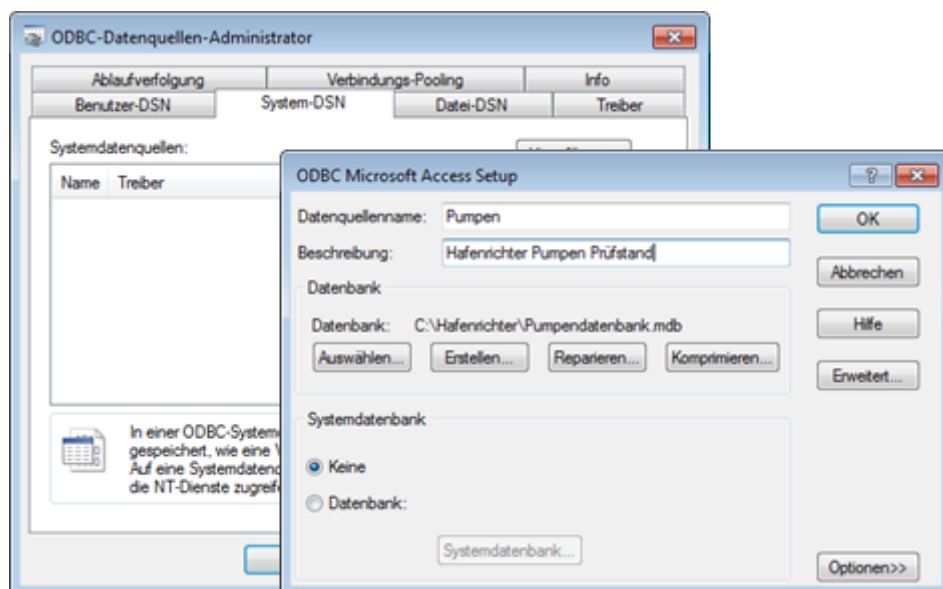 ODBC-Datenquellen-Administrator
Ablaufverfolgung Verbindungs-Pooling Info
Benutzer-DSN System-DSN Datei-DSN Treiber
Systemdatenquellen:
Name Treiber
In einer ODBC-System
gespeichert, wie eine
Auf eine Systemdaten
die NT-Dienste zugreif
ODBC Microsoft Access Setup
Datenquellenname: Pumpen
Beschreibung: Hafenrichter Pumpen Prüfstand
Datenbank
Datenbank: C:\Hafenrichter\Pumpendatenbank.mdb
Auswählen... Erstellen... Reparieren... Komprimieren...
Systemdatenbank
Keine
Datenbank:
Systemdatenbank...
OK
Abbrechen
Hilfe
Erweitert...
Optionen>>